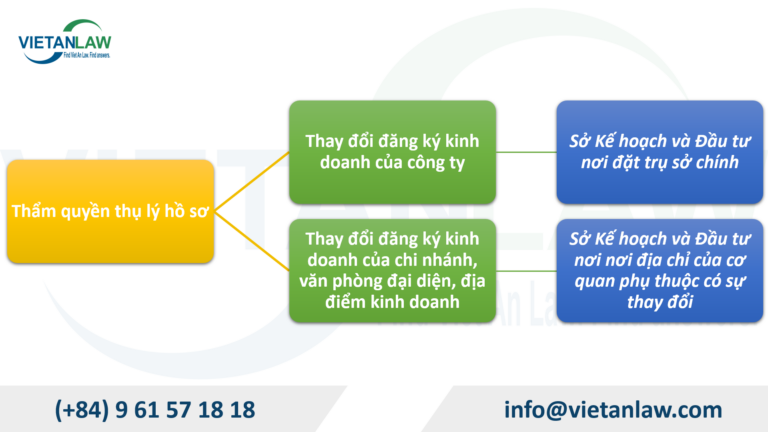 VIETANLAW
Find Viet An Law. Find answers.
Thẩm quyền thụ lý hồ sơ
Thay đổi đăng ký kinh
doanh của công ty
Sở Kế hoạch và Đầu tư
nơi đặt trụ sở chính
Thay đổi đăng ký kinh
doanh của chi nhánh,
văn phòng đại diện, địa
điểm kinh doanh
Sở Kế hoạch và Đầu tư
nơi nơi địa chỉ của cơ
quan phụ thuộc có sự
thay đổi
(+84) 9 61 57 18 18
info@vietanlaw.com